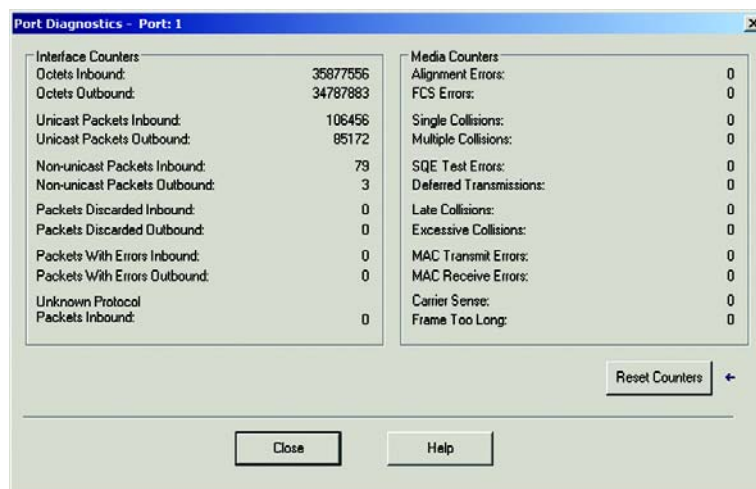 Port Diagnostics - Port: 1
Interface Counters
Octets Inbound: 35877556
Octets Outbound: 34787883
Unicast Packets Inbound: 106456
Unicast Packets Outbound: 85172
Non-unicast Packets Inbound: 79
Non-unicast Packets Outbound: 3
Packets Discarded Inbound: 0
Packets Discarded Outbound: 0
Packets With Errors Inbound: 0
Packets With Errors Outbound: 0
Unknown Protocol
Packets Inbound: 0
Media Counters
Alignment Errors: 0
FCS Errors: 0
Single Collisions: 0
Multiple Collisions: 0
SQE Test Errors: 0
Deferred Transmissions: 0
Late Collisions: 0
Excessive Collisions: 0
MAC Transmit Errors: 0
MAC Receive Errors: 0
Carrier Sense: 0
Frame Too Long: 0
Reset Counters
Close
Help